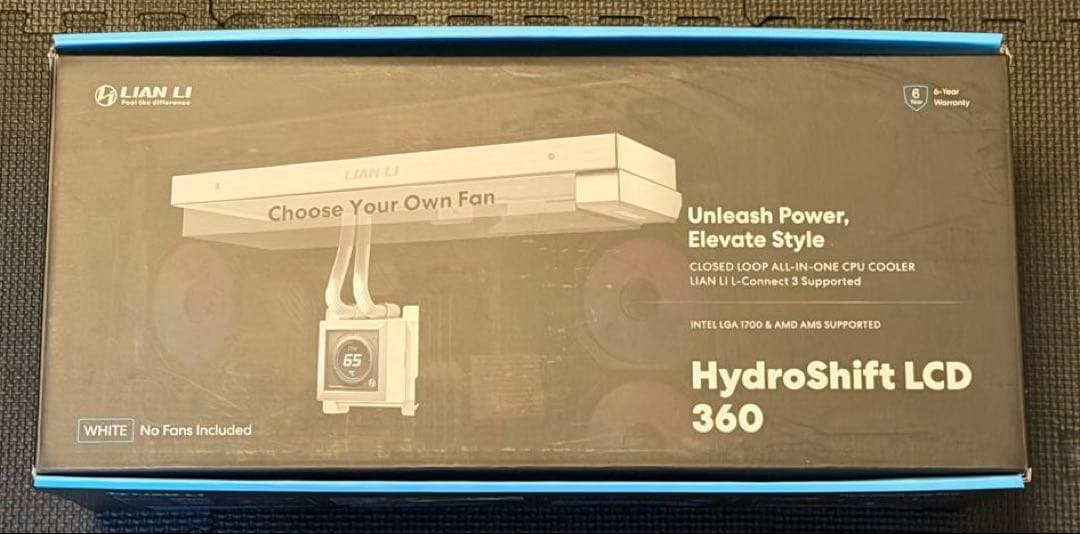 LIAN LI
Feel the difference
6
Year
6-Year
Warranty
LIAN LI
Choose Your Own Fan
Unleash Power,
Elevate Style
CLOSED LOOP ALL-IN-ONE CPU COOLER
LIAN LI L-Connect 3 Supported
INTEL LGA 1700 & AMD AM5 SUPPORTED
65
°C
HydroShift LCD
360
WHITE No Fans Included
LIAN LI